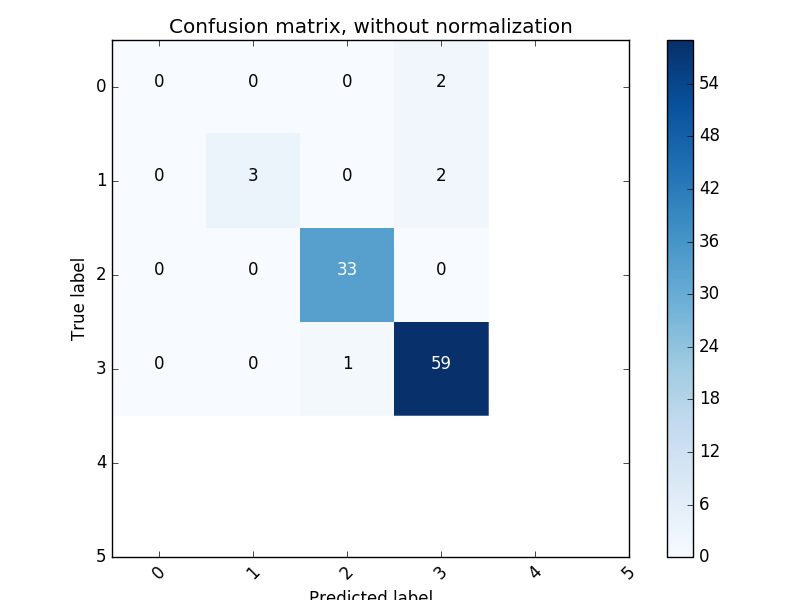 Confusion matrix, without normalization
0 0 0 0 2
1 0 3 0 2
2 0 0 33 0
3 0 0 1 59
4
5
0 1 2 3 4 5
True label
Predicted label
54
48
42
36
30
24
18
12
6
0